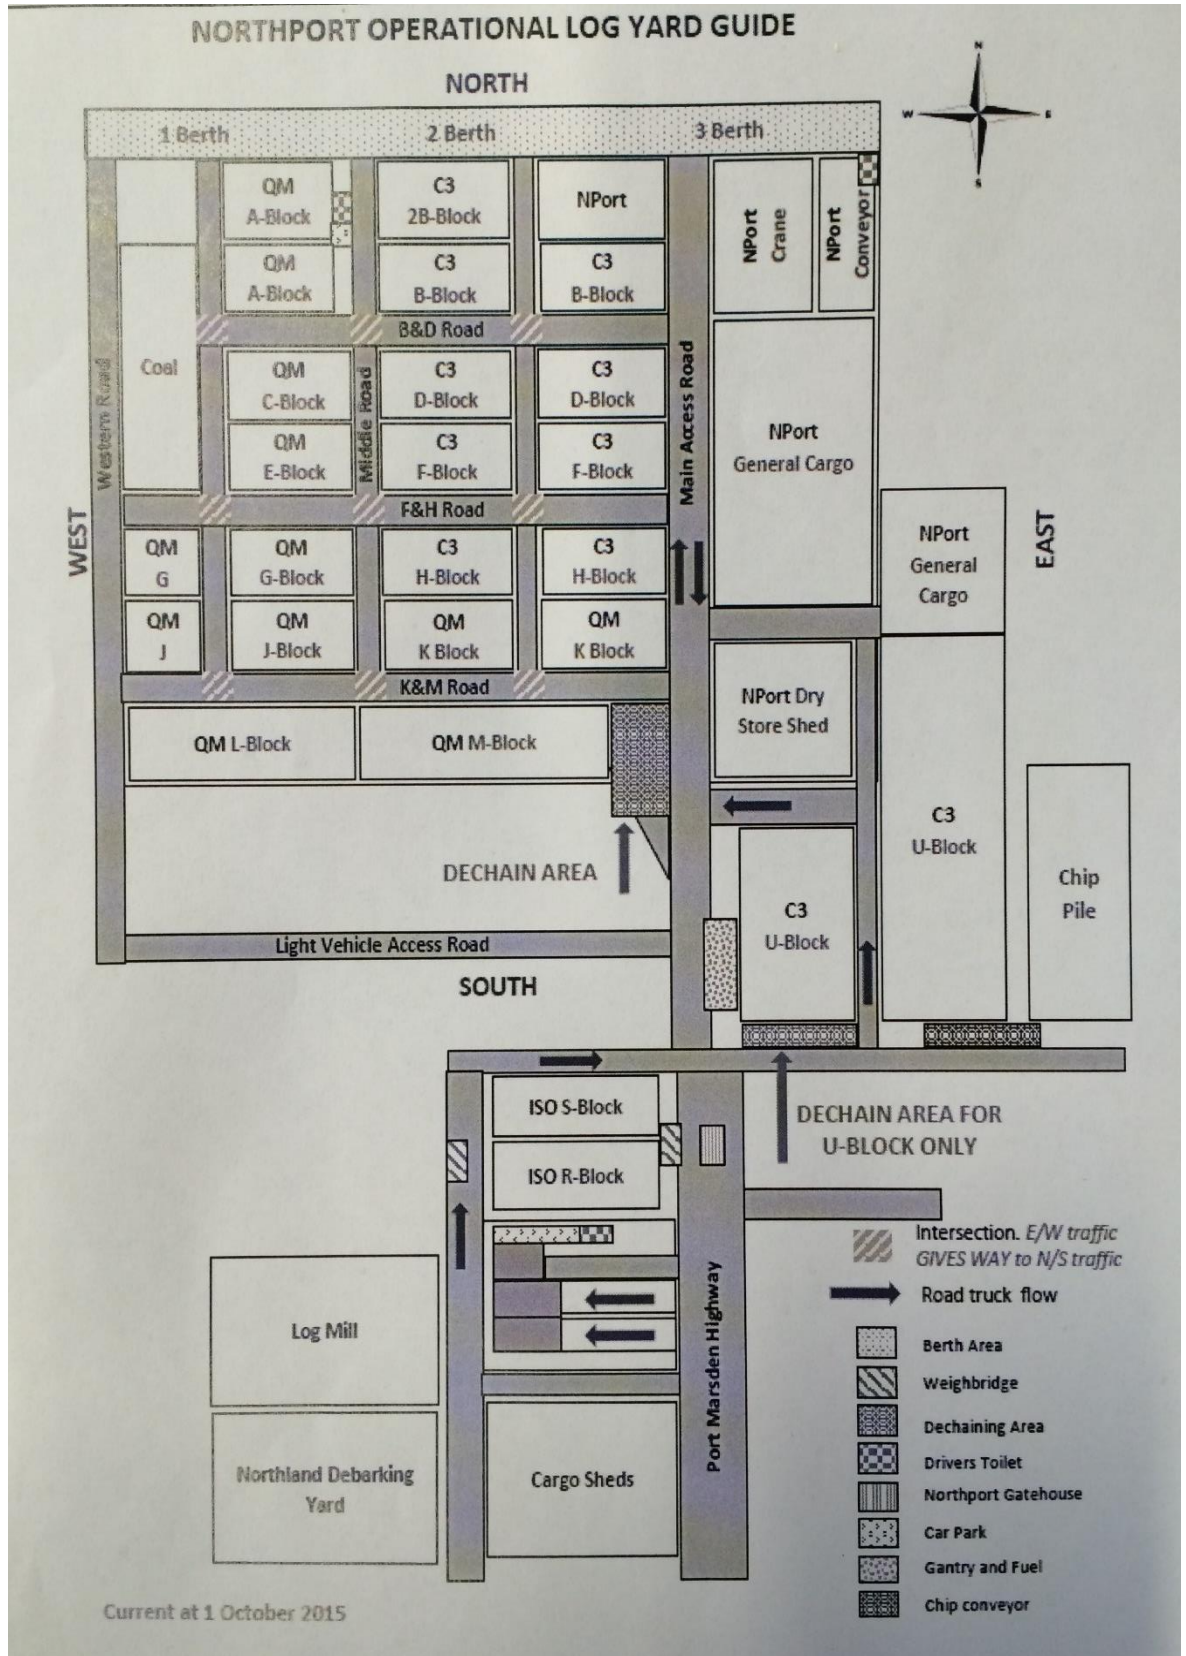 NORTHPORT OPERATIONAL LOG YARD GUIDE
NORTH
N
W
E
S
1 Berth
2 Berth
3 Berth
QM
A-Block
C3
2B-Block
NPort
NPort
Crane
NPort
Conveyor
QM
A-Block
C3
B-Block
C3
B-Block
B&D Road
Coal
Western Road
QM
C-Block
Middle Road
C3
D-Block
C3
D-Block
Main Access Road
NPort
General Cargo
QM
E-Block
C3
F-Block
C3
F-Block
F&H Road
WEST
EAST
NPort
General
Cargo
QM
G
QM
G-Block
C3
H-Block
C3
H-Block
QM
J
QM
J-Block
QM
K Block
QM
K Block
K&M Road
NPort Dry
Store Shed
QM L-Block
QM M-Block
C3
U-Block
DECHAIN AREA
C3
U-Block
Chip
Pile
Light Vehicle Access Road
SOUTH
ISO S-Block
DECHAIN AREA FOR
U-BLOCK ONLY
ISO R-Block
Port Marsden Highway
Log Mill
Northland Debarking
Yard
Cargo Sheds
Intersection. E/W traffic
GIVES WAY to N/S traffic
Road truck flow
Berth Area
Weighbridge
Dechaining Area
Drivers Toilet
Northport Gatehouse
Car Park
Gantry and Fuel
Chip conveyor
Current at 1 October 2015